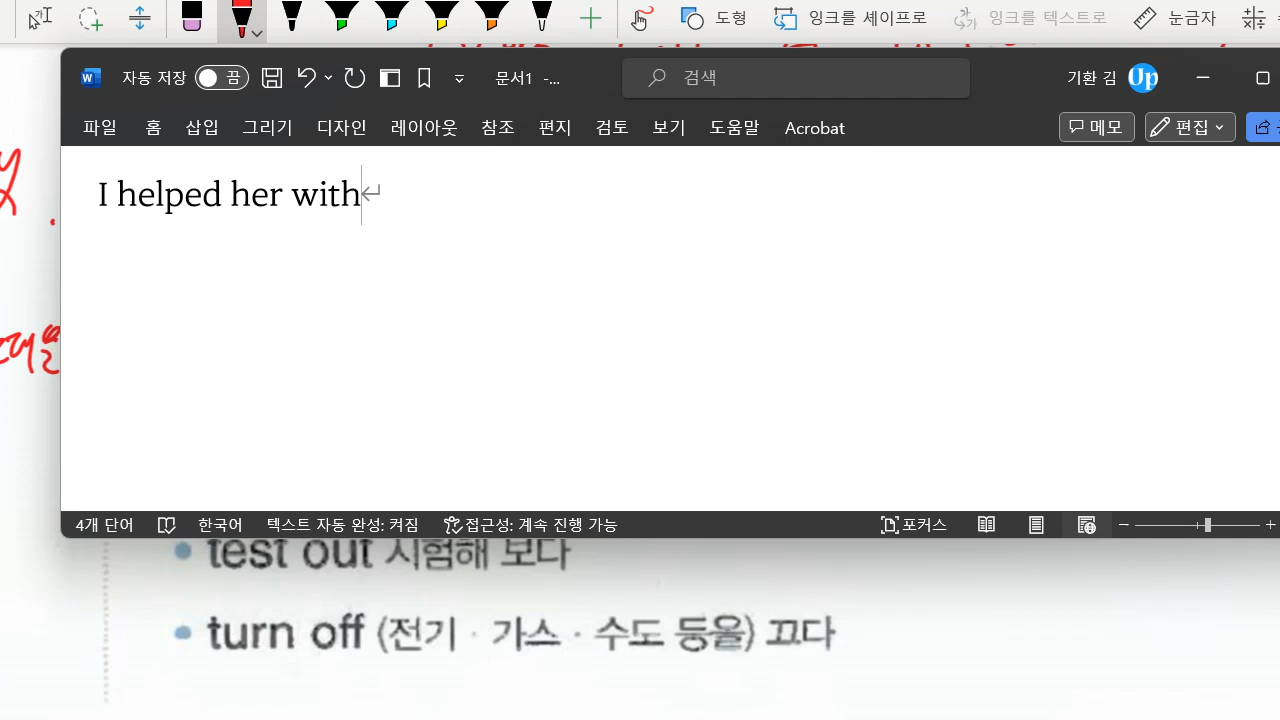 도형 잉크를 셰이프로 잉크를 텍스트로 눈금자
자동 저장 끔 문서1 -... 검색 기환 김 Up
파일 홈 삽입 그리기 디자인 레이아웃 참조 편지 검토 보기 도움말 Acrobat 메모 편집
I helped her with
4개 단어 한국어 텍스트 자동 완성: 켜짐 접근성: 계속 진행 가능 포커스
test out 시험해 보다
turn off (전기 · 가스 · 수도 등을) 끄다